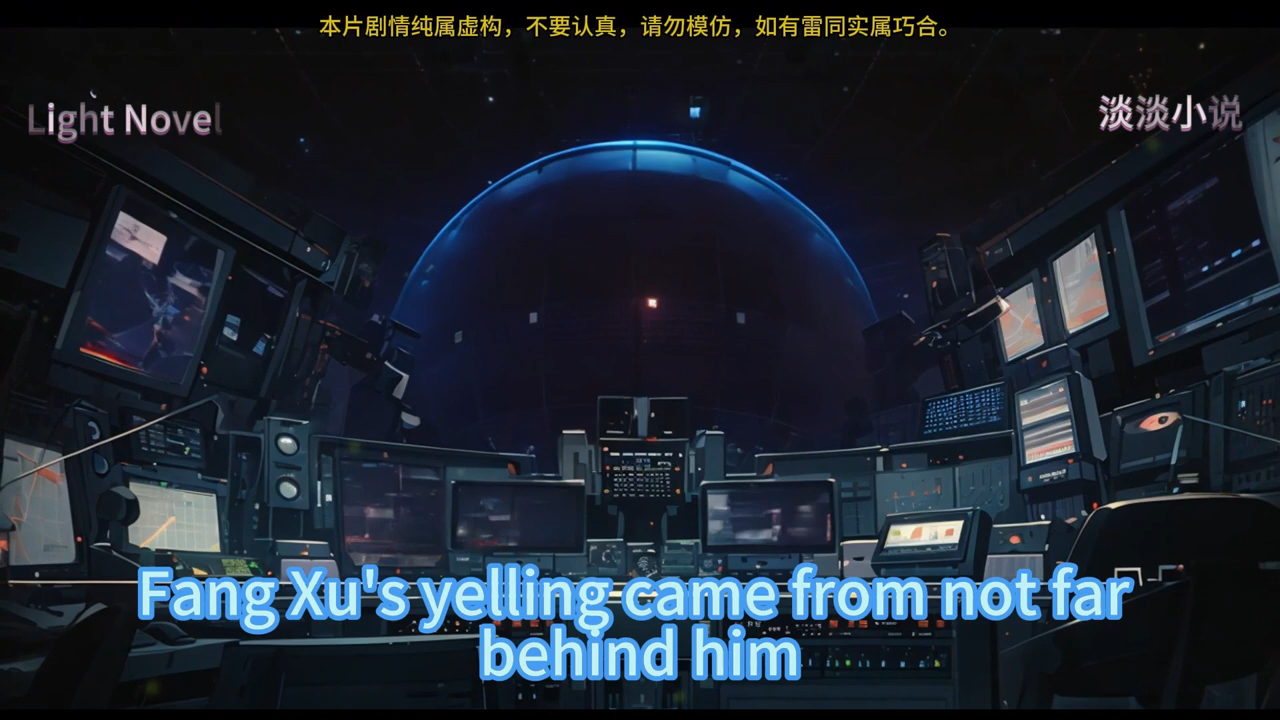 本片剧情纯属虚构，不要认真，请勿模仿，如有雷同实属巧合。
Light Novel
淡淡小说
Fang Xu's yelling came from not far
behind him